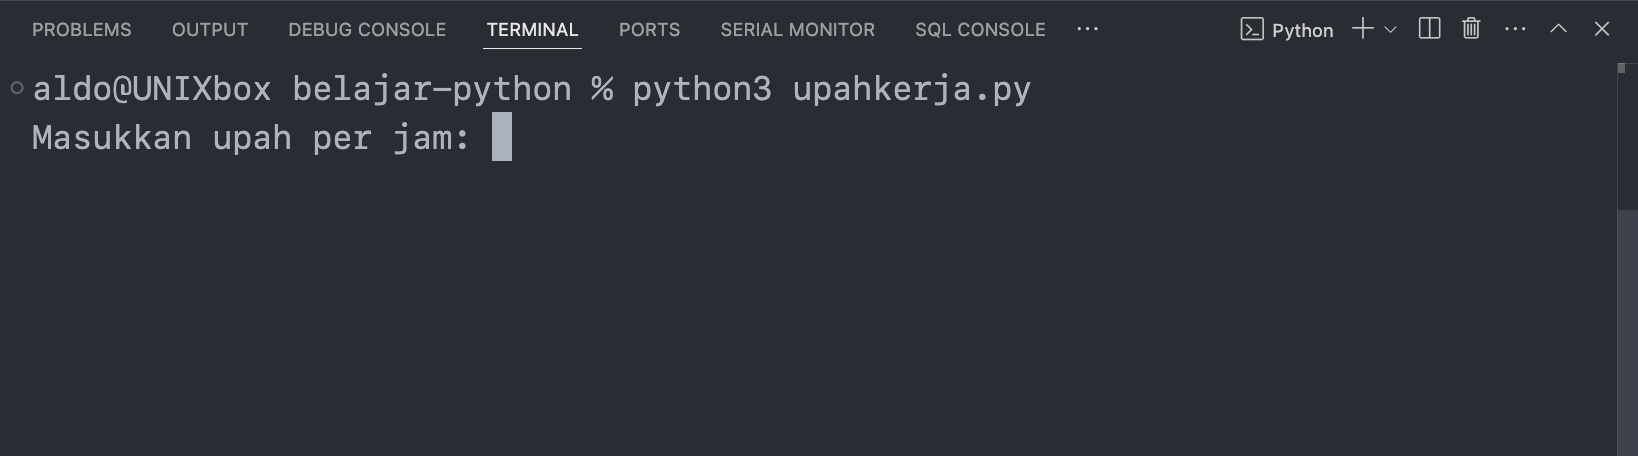 PROBLEMS OUTPUT DEBUG CONSOLE TERMINAL PORTS SERIAL MONITOR SQL CONSOLE ··· Python
aldo@UNIXbox belajar-python % python3 upahkerja.py
Masukkan upah per jam: